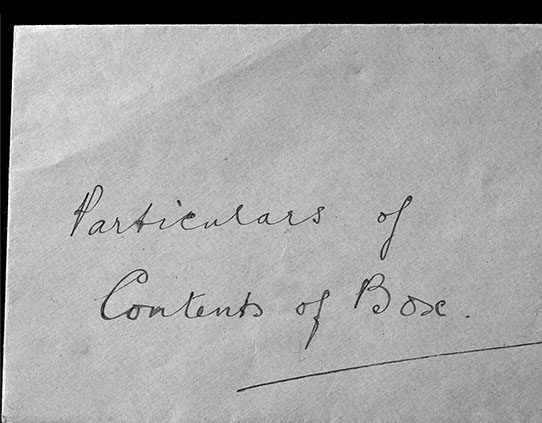 Particulars of
Contents of Box.